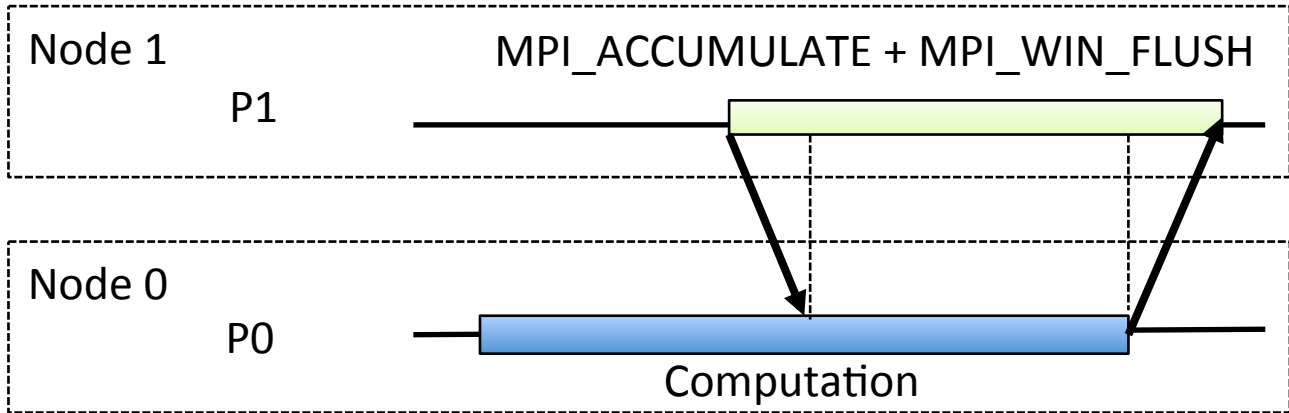 Node 1
MPI_ACCUMULATE + MPI_WIN_FLUSH
P1
Node 0
P0
Computation